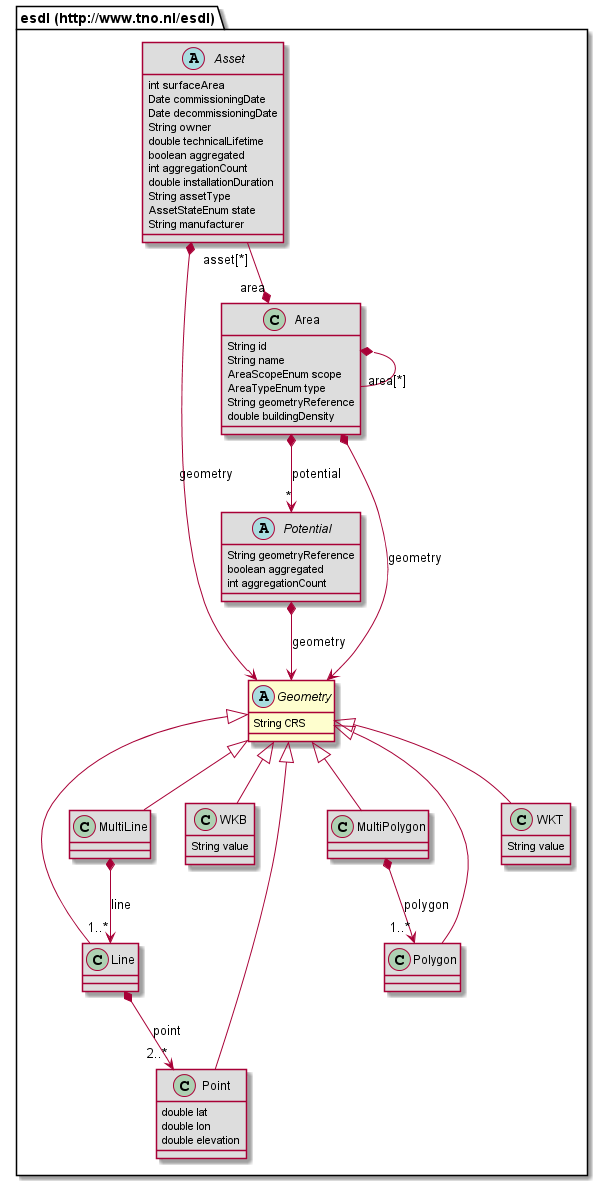 esdl (http://www.tno.nl/esdl)
A Asset
int surfaceArea
Date commissioningDate
Date decommissioningDate
String owner
double technicalLifetime
boolean aggregated
int aggregationCount
double installationDuration
String assetType
AssetStateEnum state
String manufacturer
asset[*]
area
C Area
String id
String name
AreaScopeEnum scope
AreaTypeEnum type
String geometryReference
double buildingDensity
area[*]
geometry
potential
*
A Potential
String geometryReference
boolean aggregated
int aggregationCount
geometry
geometry
A Geometry
String CRS
C MultiLine
C WKB
String value
C MultiPolygon
C WKT
String value
line
1..*
polygon
1..*
C Line
C Polygon
point
2..*
C Point
double lat
double lon
double elevation